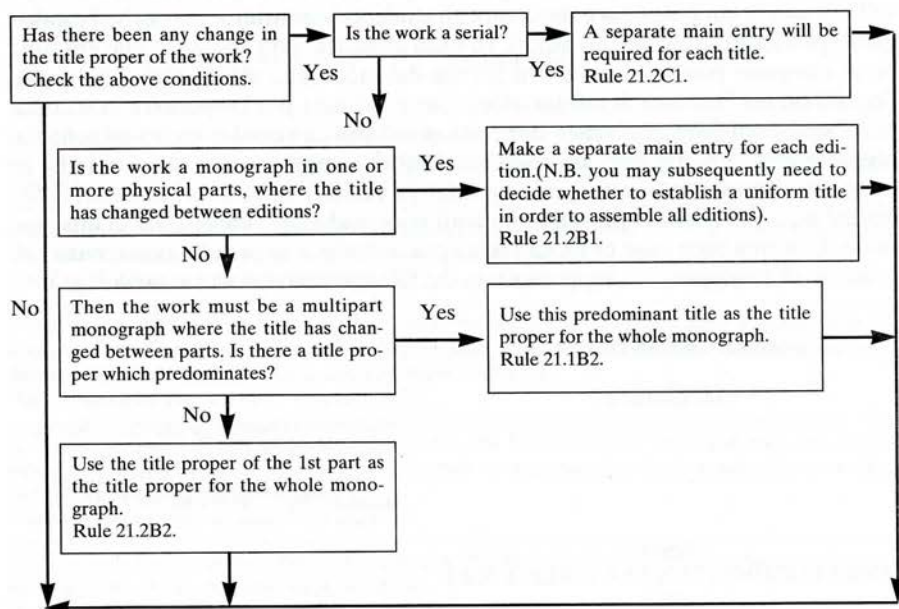 Has there been any change in
the title proper of the work?
Check the above conditions.
Yes
Is the work a serial?
Yes
A separate main entry will be
required for each title.
Rule 21.2C1.
No
Is the work a monograph in one or
more physical parts, where the title
has changed between editions?
Yes
Make a separate main entry for each edi-
tion.(N.B. you may subsequently need to
decide whether to establish a uniform title
in order to assemble all editions).
Rule 21.2B1.
No
No
Then the work must be a multipart
monograph where the title has chan-
ged between parts. Is there a title pro-
per which predominates?
Yes
Use this predominant title as the title
proper for the whole monograph.
Rule 21.1B2.
No
Use the title proper of the 1st part as
the title proper for the whole mono-
graph.
Rule 21.2B2.